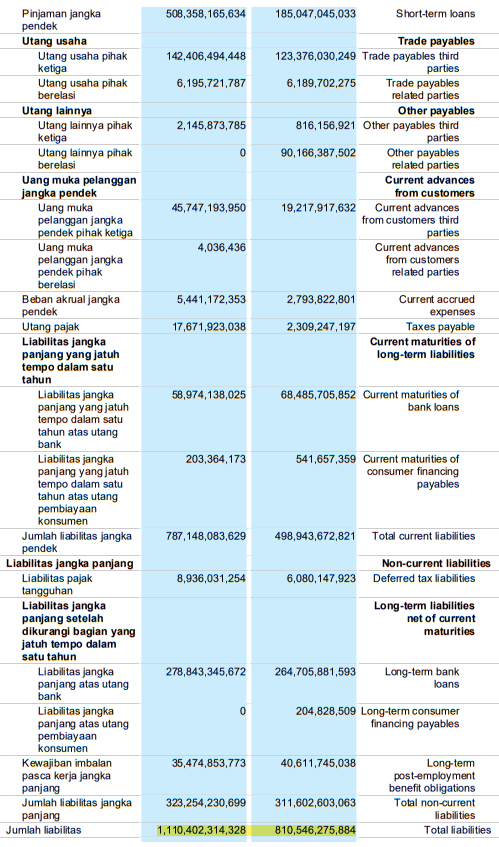 Pinjaman jangka pendek 508,358,165,634 185,047,045,033 Short-term loans
Utang usaha Trade payables
Utang usaha pihak ketiga 142,406,494,448 123,376,030,249 Trade payables third parties
Utang usaha pihak berelasi 6,195,721,787 6,189,702,275 Trade payables related parties
Utang lainnya Other payables
Utang lainnya pihak ketiga 2,145,873,785 816,156,921 Other payables third parties
Utang lainnya pihak berelasi 0 90,166,387,502 Other payables related parties
Uang muka pelanggan jangka pendek Current advances from customers
Uang muka pelanggan jangka pendek pihak ketiga 45,747,193,950 19,217,917,632 Current advances from customers third parties
Uang muka pelanggan jangka pendek pihak berelasi 4,036,436 Current advances from customers related parties
Beban akrual jangka pendek 5,441,172,353 2,793,822,801 Current accrued expenses
Utang pajak 17,671,923,038 2,309,247,197 Taxes payable
Liabilitas jangka panjang yang jatuh tempo dalam satu tahun Current maturities of long-term liabilities
Liabilitas jangka panjang yang jatuh tempo dalam satu tahun atas utang bank 58,974,138,025 68,485,705,852 Current maturities of bank loans
Liabilitas jangka panjang yang jatuh tempo dalam satu tahun atas utang pembiayaan konsumen 203,364,173 541,657,359 Current maturities of consumer financing payables
Jumlah liabilitas jangka pendek 787,148,083,629 498,943,672,821 Total current liabilities
Liabilitas jangka panjang Non-current liabilities
Liabilitas pajak tangguhan 8,936,031,254 6,080,147,923 Deferred tax liabilities
Liabilitas jangka panjang setelah dikurangi bagian yang jatuh tempo dalam satu tahun Long-term liabilities net of current maturities
Liabilitas jangka panjang atas utang bank 278,843,345,672 264,705,881,593 Long-term bank loans
Liabilitas jangka panjang atas utang pembiayaan konsumen 0 204,828,509 Long-term consumer financing payables
Kewajiban imbalan pasca kerja jangka panjang 35,474,853,773 40,611,745,038 Long-term post-employment benefit obligations
Jumlah liabilitas jangka panjang 323,254,230,699 311,602,603,063 Total non-current liabilities
Jumlah liabilitas 1,110,402,314,328 810,546,275,884 Total liabilities